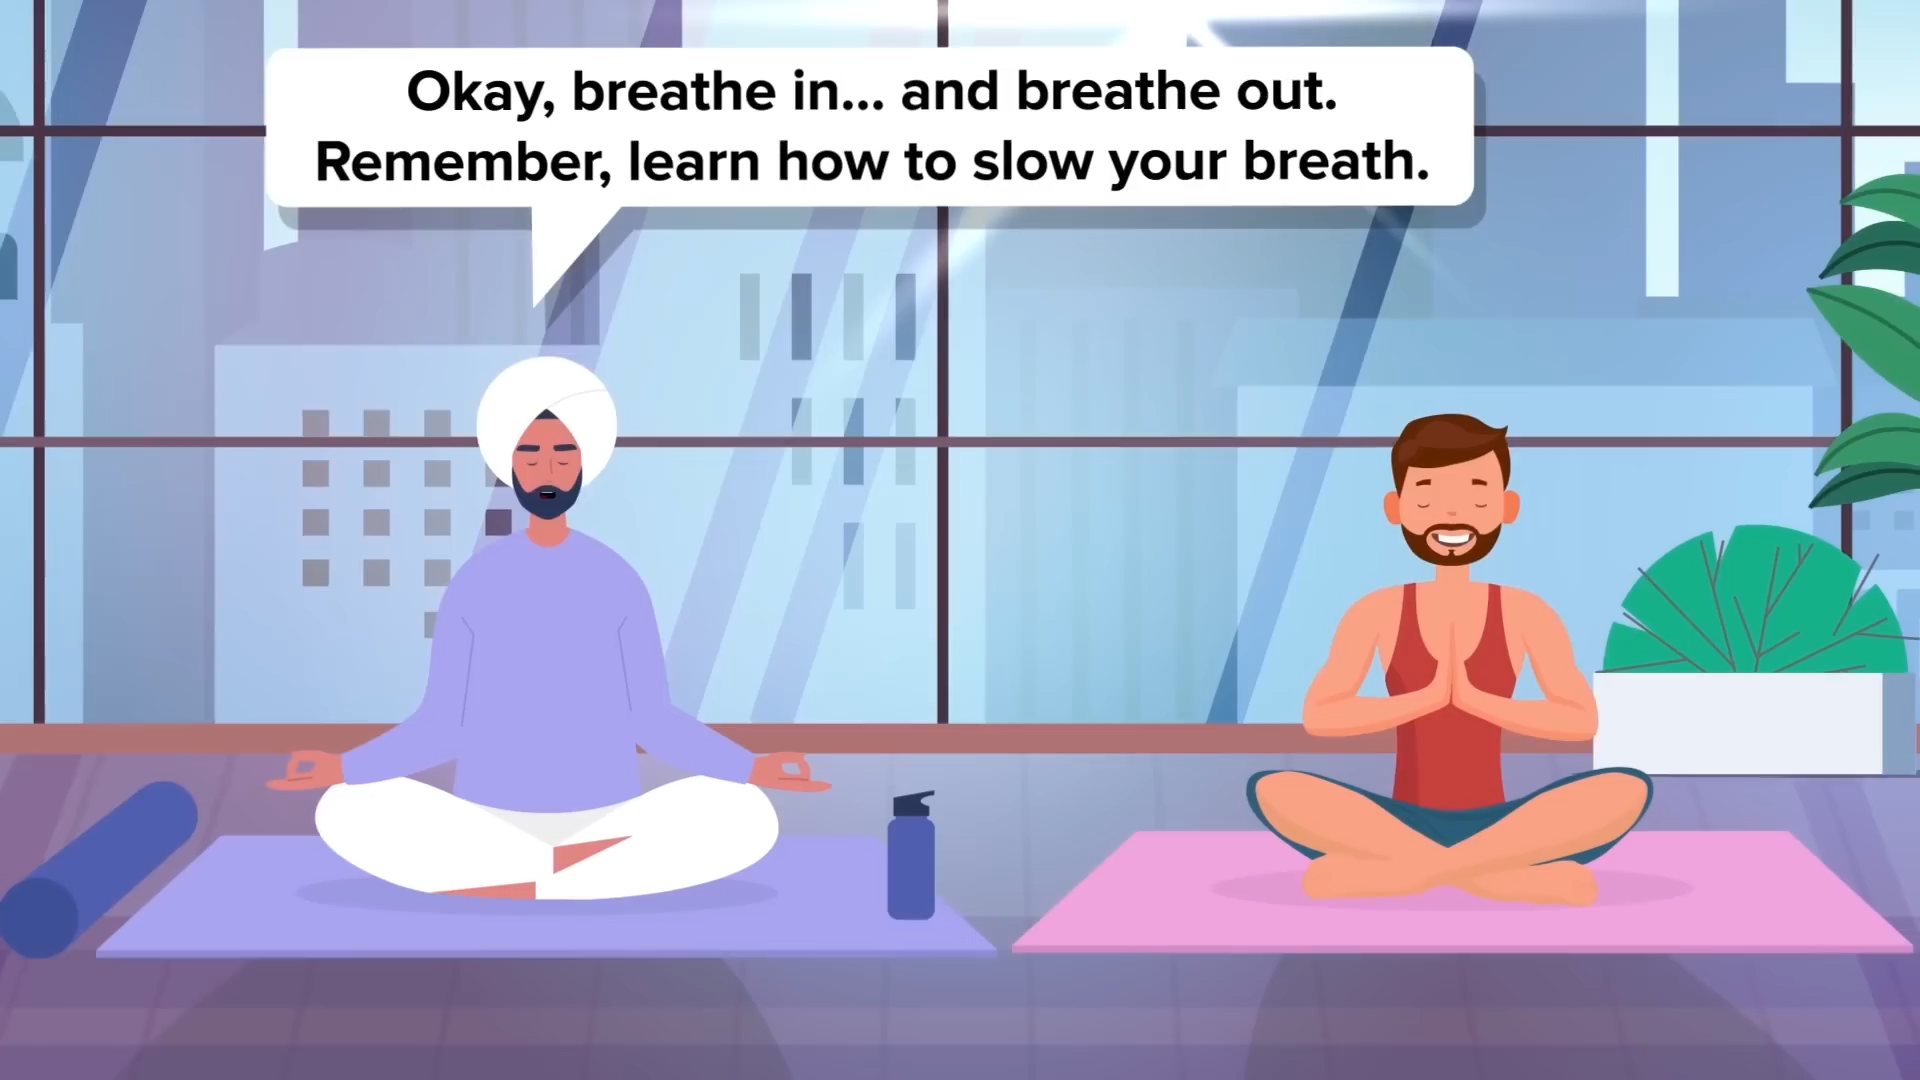 Okay, breathe in... and breathe out.
Remember, learn how to slow your breath.